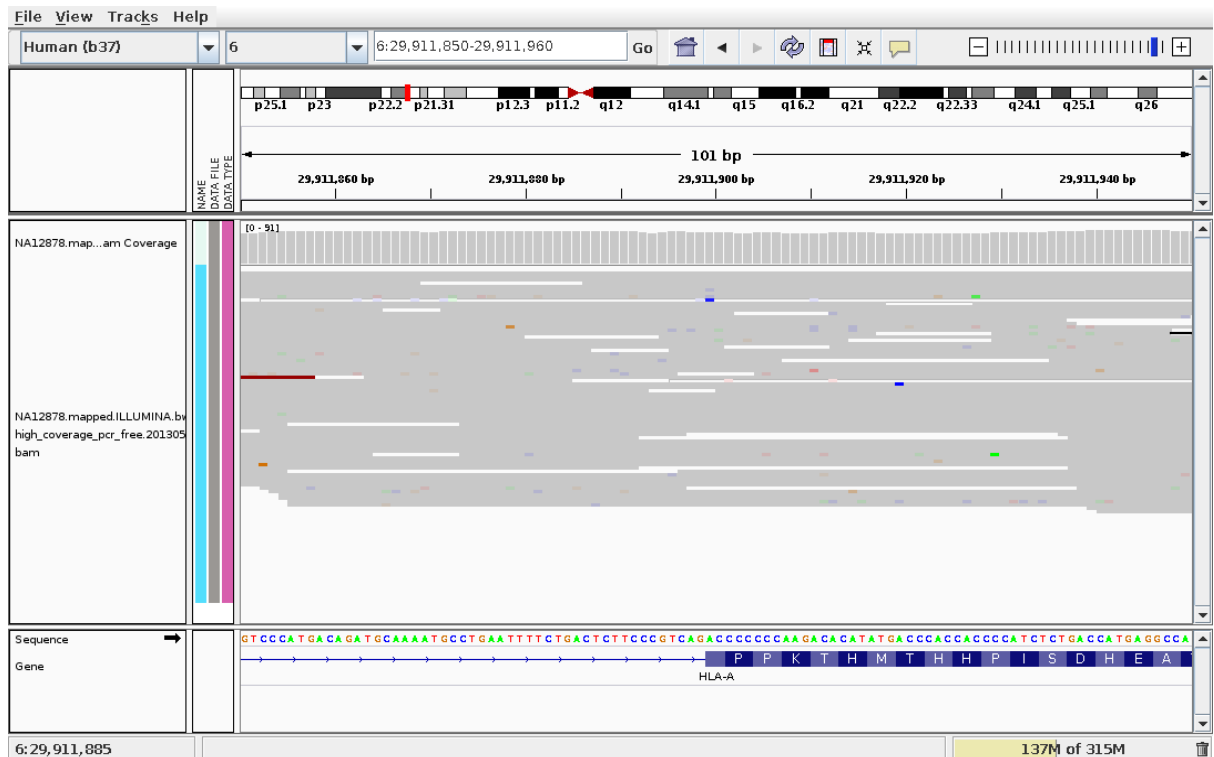 File View Tracks Help
Human (b37) 6 6:29,911,850-29,911,960 Go
p25.1 p23 p22.2 p21.31 p12.3 p11.2 q12 q14.1 q15 q16.2 q21 q22.2 q22.33 q24.1 q25.1 q26
101 bp
NAME
DATA FILE
DATA TYPE
29,911,860 bp 29,911,880 bp 29,911,900 bp 29,911,920 bp 29,911,940 bp
[0 - 91]
NA12878.map...am Coverage
NA12878.mapped.ILLUMINA.bw
high_coverage_pcr_free.201305
bam
Sequence
GTCCCATGACAGATGCAAAATGCCTGAATTTTCTGACTCTTCCCGTCAGACCCCCCCAAGACACATATGACCCACCACCCCATCTCTGACCATGAGGCCA
Gene
P P K T H M T H H P I S D H E A
HLA-A
6:29,911,885
137M of 315M